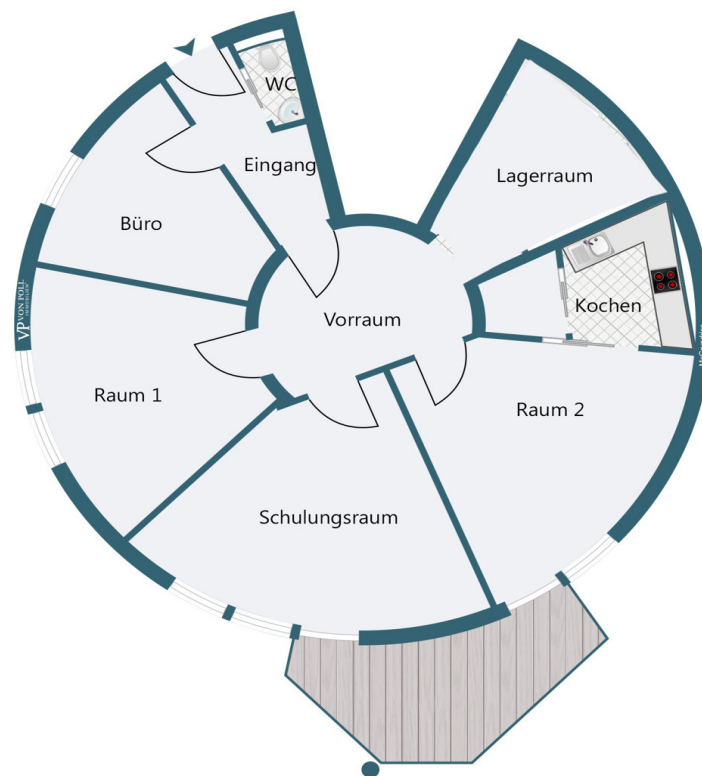 WC
Eingang
Lagerraum
Büro
Kochen
VP VON POLL
Vorraum
Raum 1
Raum 2
Schulungsraum